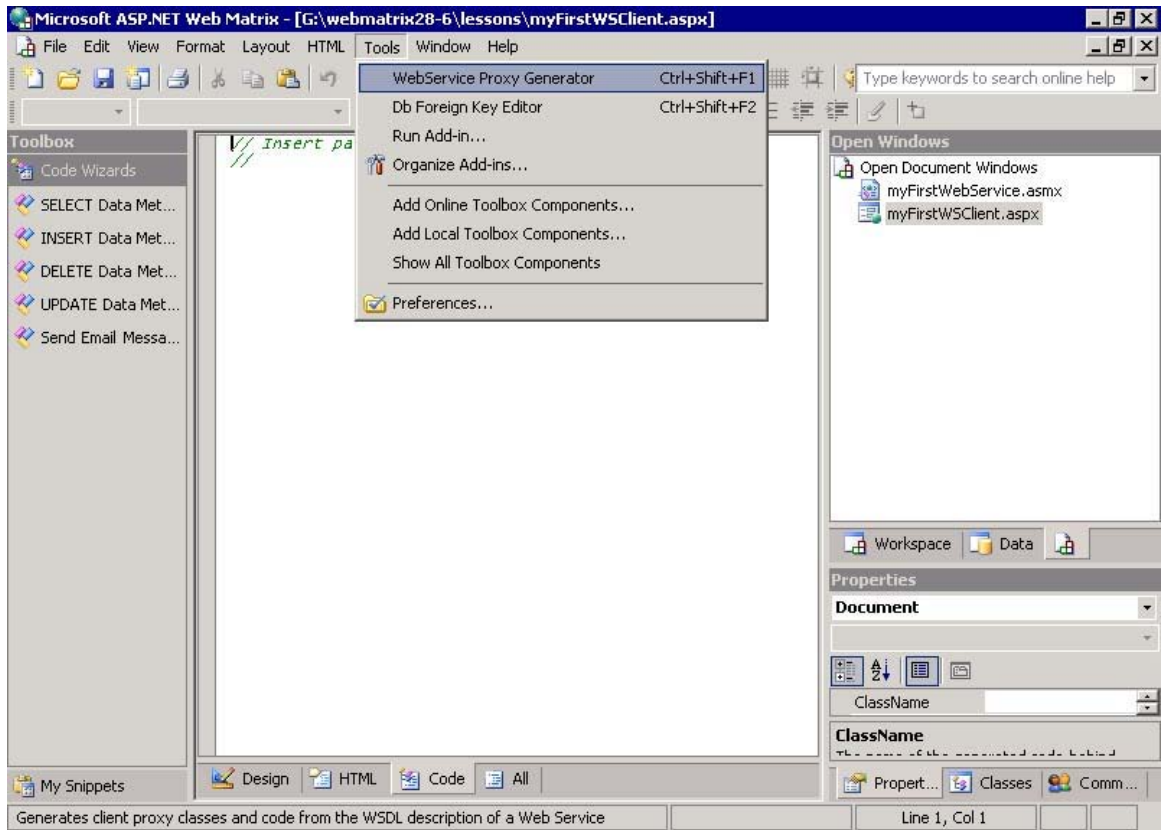 Microsoft ASP.NET Web Matrix - [G:\webmatrix28-6\lessons\myFirstWSClient.aspx]
File Edit View Format Layout HTML Tools Window Help
Type keywords to search online help
WebService Proxy Generator Ctrl+Shift+F1
Db Foreign Key Editor Ctrl+Shift+F2
Run Add-in...
Organize Add-ins...
Add Online Toolbox Components...
Add Local Toolbox Components...
Show All Toolbox Components
Preferences...
Toolbox
Code Wizards
SELECT Data Met...
INSERT Data Met...
DELETE Data Met...
UPDATE Data Met...
Send Email Messa...
My Snippets
// Insert pa
//
Design HTML Code All
Open Windows
Open Document Windows
myFirstWebService.asmx
myFirstWSClient.aspx
Workspace Data
Properties
Document
ClassName
ClassName
Propert... Classes Comm...
Generates client proxy classes and code from the WSDL description of a Web Service
Line 1, Col 1